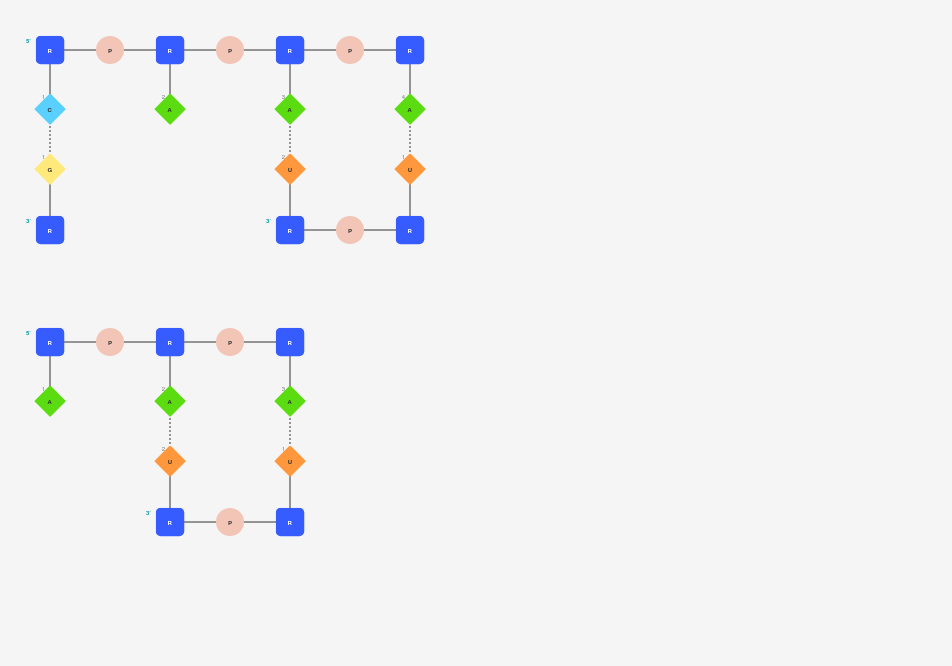 5'
R P R P R P R
1 2 3 4
C A A A
1 2 1
G U U
3' R 3' R P R
5'
R P R P R
1 2 3
A A A
2 1
U U
3'
R P R